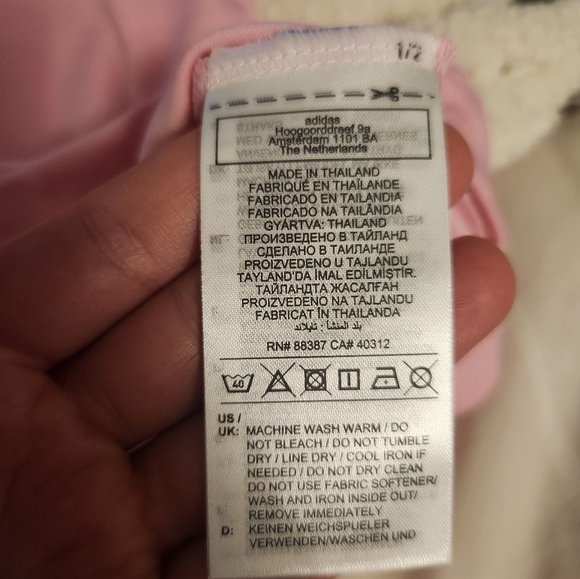 1/2
adidas
Hoogoorddreef 9a
Amsterdam 1101 BA
The Netherlands
MADE IN THAILAND
FABRIQUÉ EN THAÏLANDE
FABRICADO EN TAILANDIA
FABRICADO NA TAILÂNDIA
GYÁRTVA: THAILAND
ПРОИЗВЕДЕНО В ТАЙЛАНД
СДЕЛАНО В ТАИЛАНДЕ
PROIZVEDENO U TAJLANDU
TAYLAND'DA İMAL EDİLMİŞTİR.
ТАЙЛАНДТА ЖАСАЛҒАН
PROIZVEDENO NA TAJLANDU
FABRICAT ÎN THAILANDA
بلد المنشأ : تايلاند
RN# 88387 CA# 40312
40
US /
UK: MACHINE WASH WARM / DO
NOT BLEACH / DO NOT TUMBLE
DRY / LINE DRY / COOL IRON IF
NEEDED / DO NOT DRY CLEAN
DO NOT USE FABRIC SOFTENER/
WASH AND IRON INSIDE OUT/
REMOVE IMMEDIATELY
D: KEINEN WEICHSPUELER
VERWENDEN/WASCHEN UND